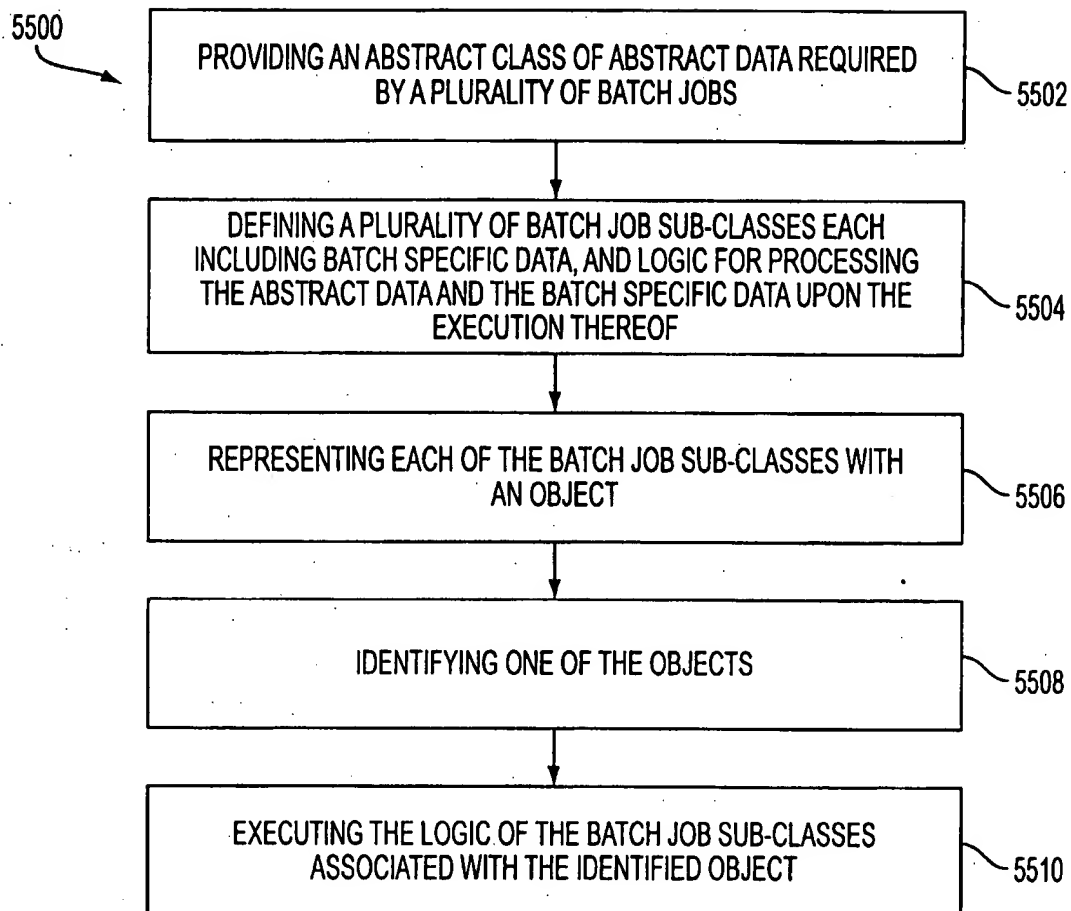 5500
PROVIDING AN ABSTRACT CLASS OF ABSTRACT DATA REQUIRED
BY A PLURALITY OF BATCH JOBS
5502
DEFINING A PLURALITY OF BATCH JOB SUB-CLASSES EACH
INCLUDING BATCH SPECIFIC DATA, AND LOGIC FOR PROCESSING
THE ABSTRACT DATA AND THE BATCH SPECIFIC DATA UPON THE
EXECUTION THEREOF
5504
REPRESENTING EACH OF THE BATCH JOB SUB-CLASSES WITH
AN OBJECT
5506
IDENTIFYING ONE OF THE OBJECTS
5508
EXECUTING THE LOGIC OF THE BATCH JOB SUB-CLASSES
ASSOCIATED WITH THE IDENTIFIED OBJECT
5510